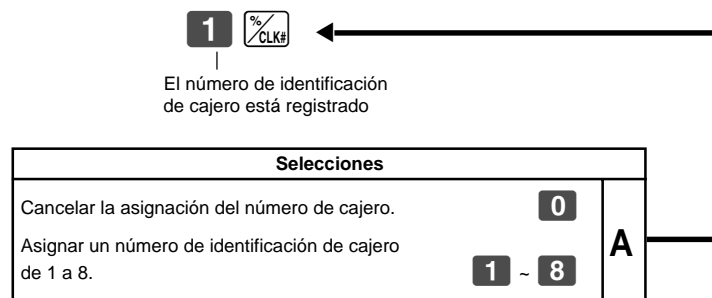 1 %/CLK#
El número de identificación
de cajero está registrado
Selecciones
Cancelar la asignación del número de cajero. 0
Asignar un número de identificación de cajero
de 1 a 8. 1 ~ 8
A